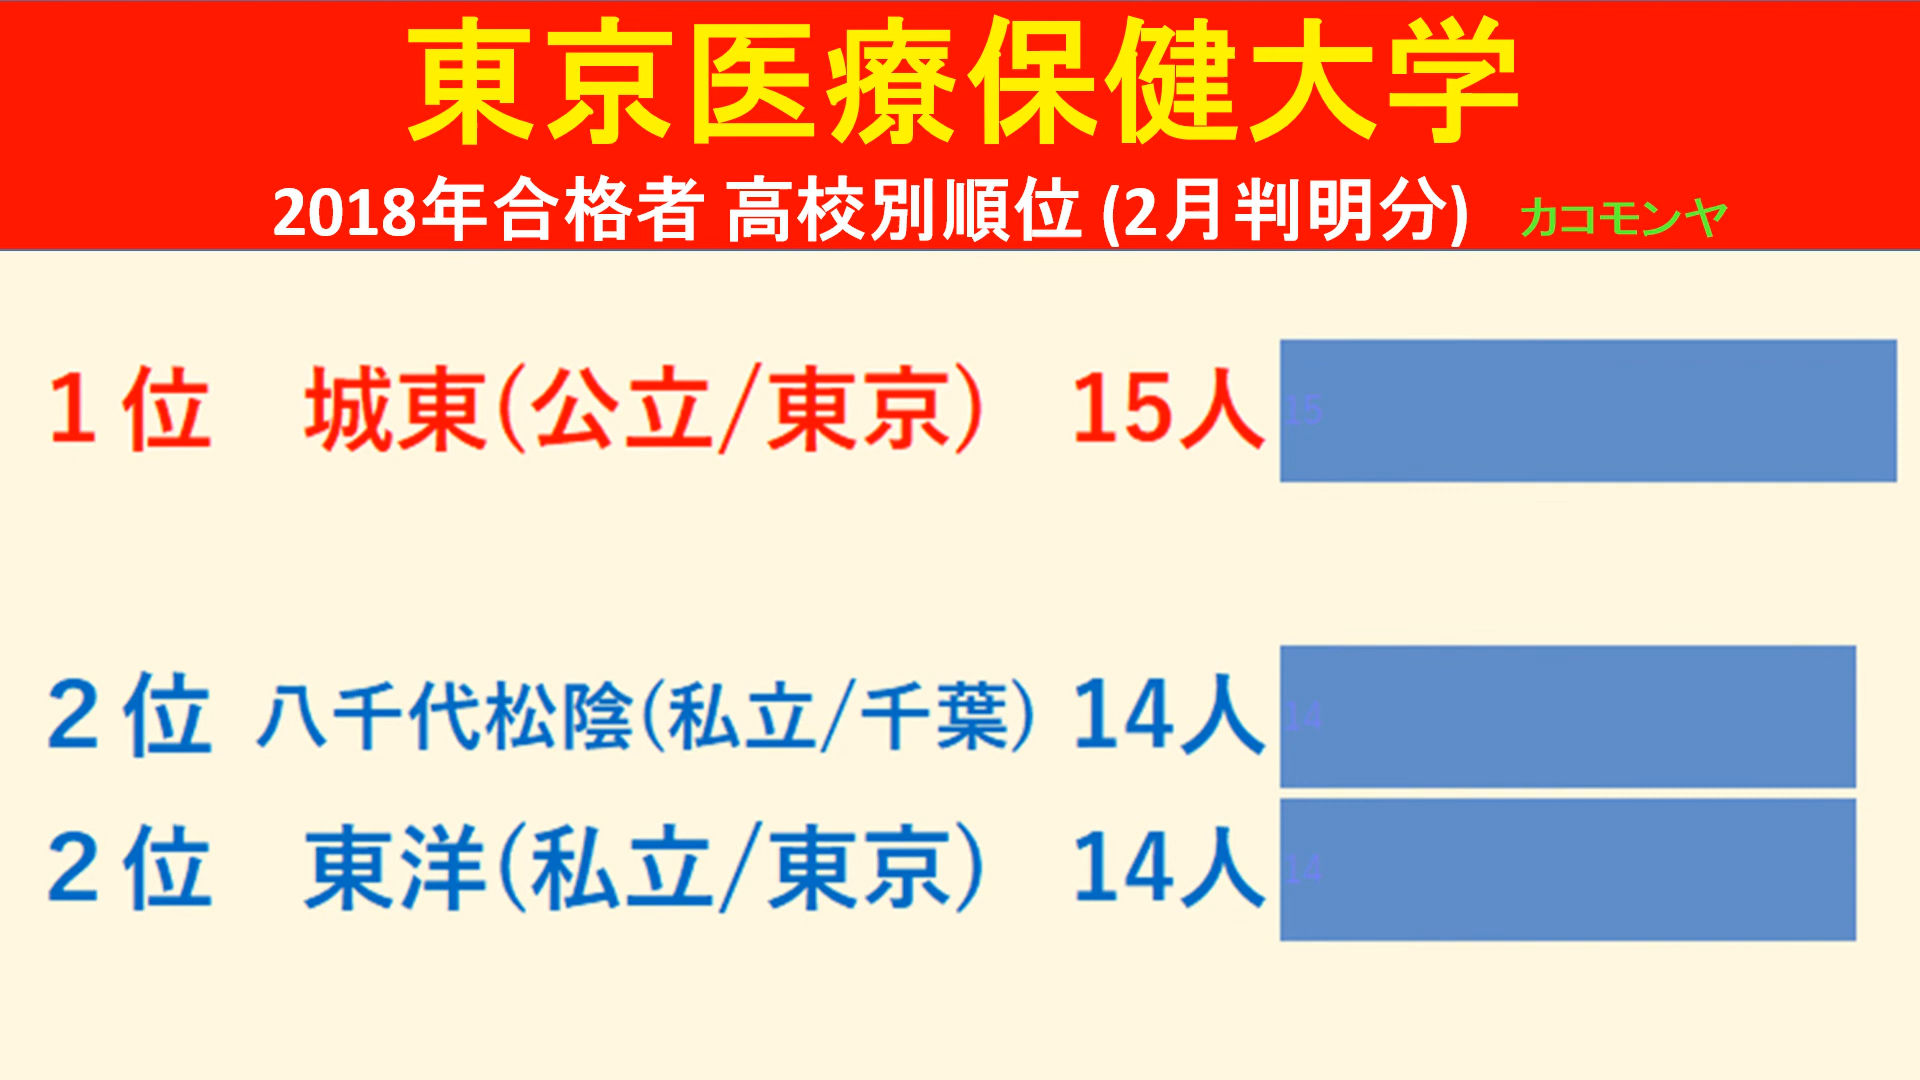 東京医療保健大学
2018年合格者 高校別順位 (2月判明分) カコモンヤ
1位 城東(公立/東京) 15人 15
2位 八千代松陰(私立/千葉) 14人 14
2位 東洋(私立/東京) 14人 14